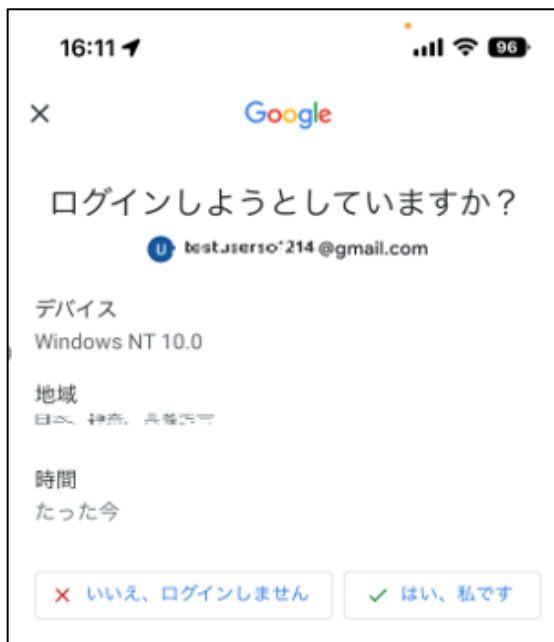 16:11
96
Google
ログインしようとしていますか？
U
@gmail.com
デバイス
Windows NT 10.0
地域
時間
たった今
いいえ、ログインしません
はい、私です